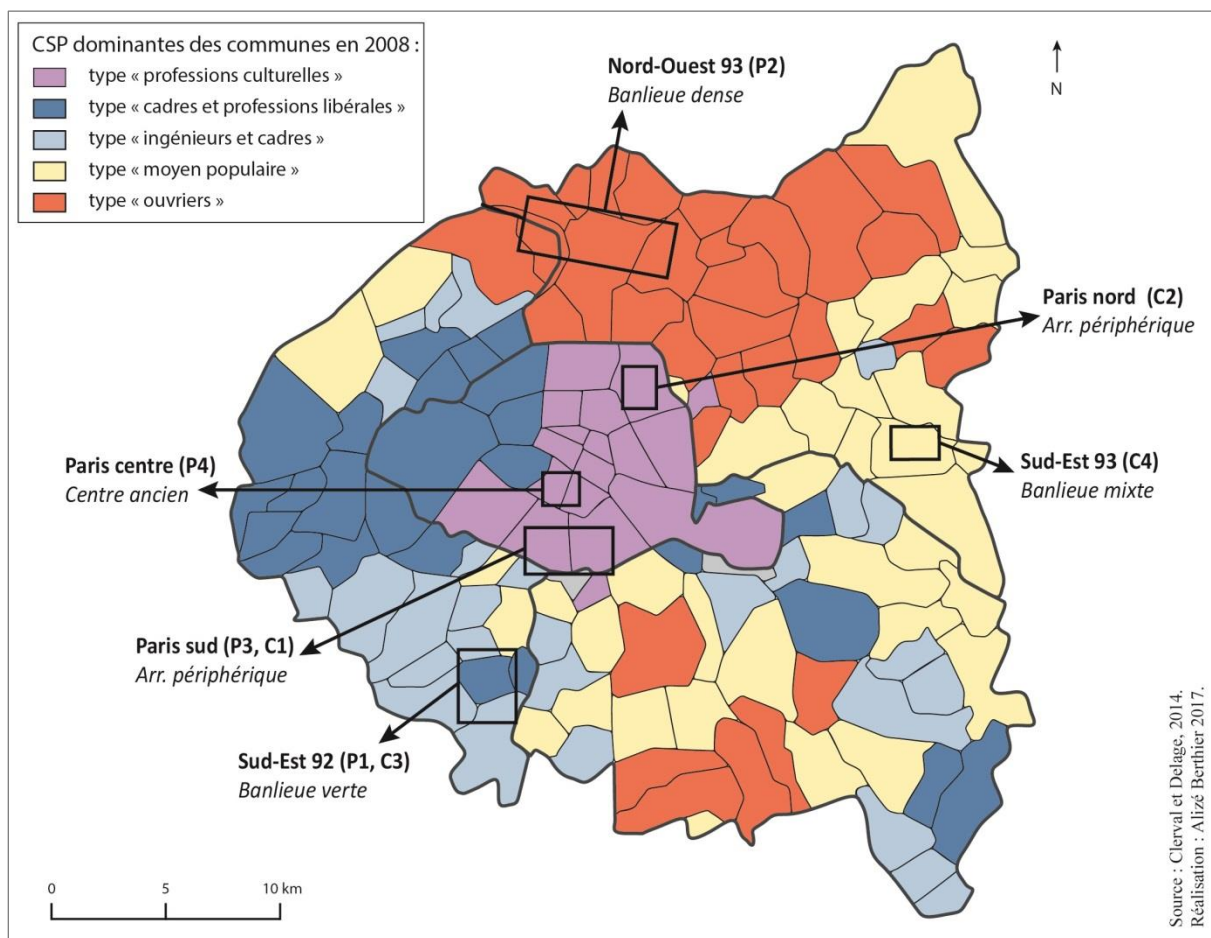 CSP dominantes des communes en 2008 :
type « professions culturelles »
type « cadres et professions libérales »
type « ingénieurs et cadres »
type « moyen populaire »
type « ouvriers »
Nord-Ouest 93 (P2)
Banlieue dense
N
Paris nord (C2)
Arr. périphérique
Paris centre (P4)
Centre ancien
Sud-Est 93 (C4)
Banlieue mixte
Paris sud (P3, C1)
Arr. périphérique
Sud-Est 92 (P1, C3)
Banlieue verte
0 5 10 km
Source : Clerval et Delage, 2014.
Réalisation : Alizé Berthier 2017.